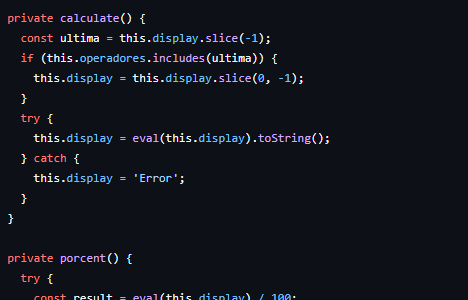 private calculate() {
const ultima = this.display.slice(-1);
if (this.operadores.includes(ultima)) {
this.display = this.display.slice(0, -1);
}
try {
this.display = eval(this.display).toString();
} catch {
this.display = 'Error';
}
}
private porcent() {
try {
const result = eval(this.display) / 100;